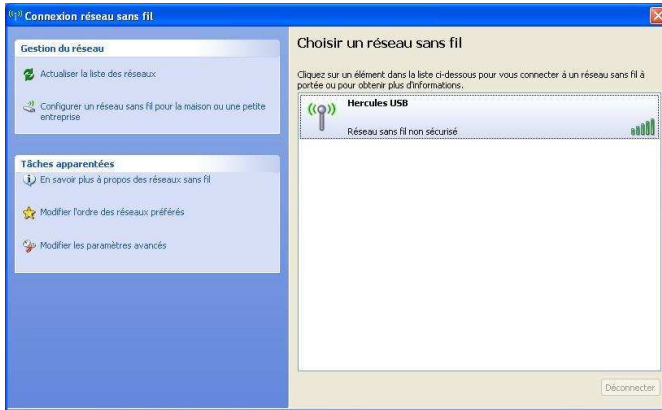 Connexion réseau sans fil
Gestion du réseau
Actualiser la liste des réseaux
Configurer un réseau sans fil pour la maison ou une petite
entreprise
Tâches apparentées
En savoir plus à propos des réseaux sans fil
Modifier l'ordre des réseaux préférés
Modifier les paramètres avancés
Choisir un réseau sans fil
Cliquez sur un élément dans la liste ci-dessous pour vous connecter à un réseau sans fil à
portée ou pour obtenir plus d'informations.
Hercules USB
Réseau sans fil non sécurisé
Déconnecter